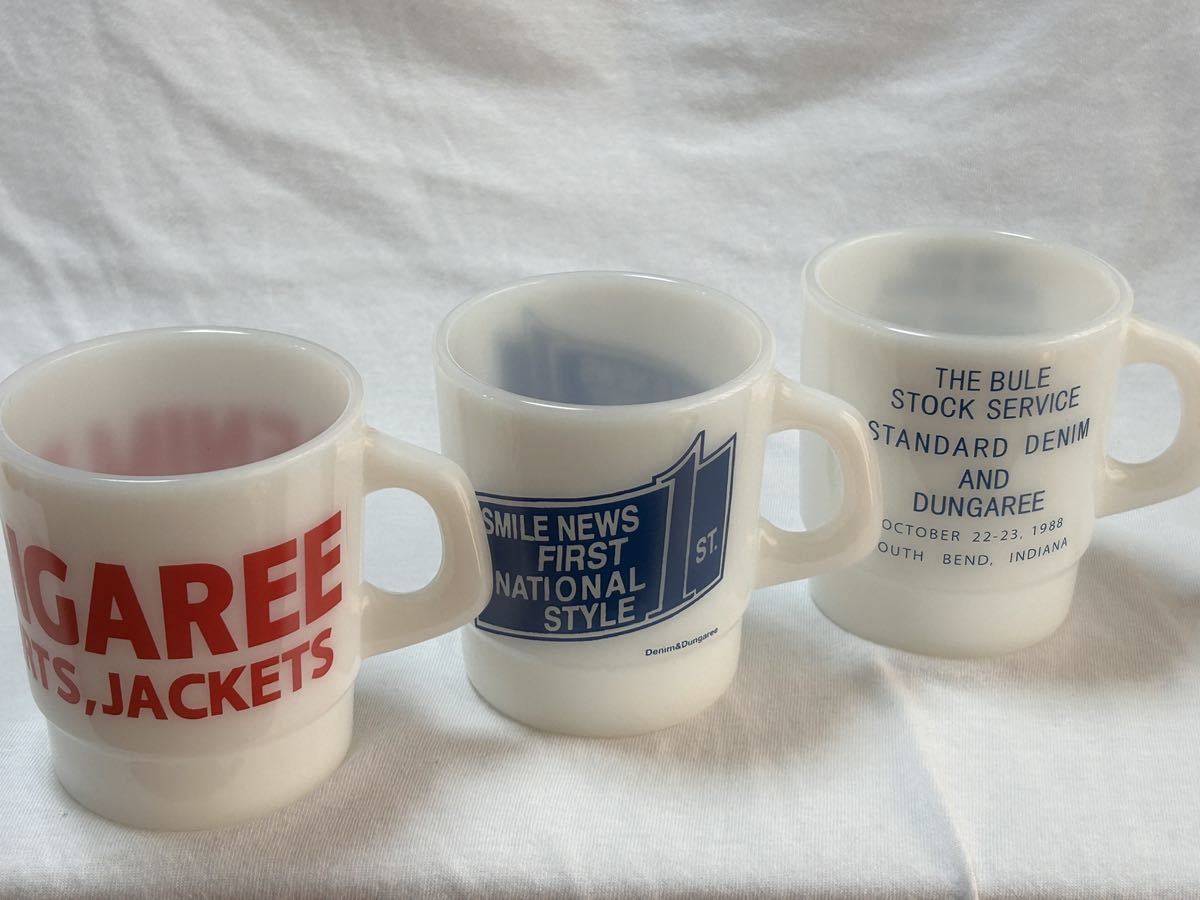 IGAREE
RTS, JACKETS
SMILE NEWS
FIRST
NATIONAL
STYLE
ST.
Denim&Dungaree
THE BULE
STOCK SERVICE
STANDARD DENIM
AND
DUNGAREE
OCTOBER 22-23, 1988
OUTH BEND, INDIANA